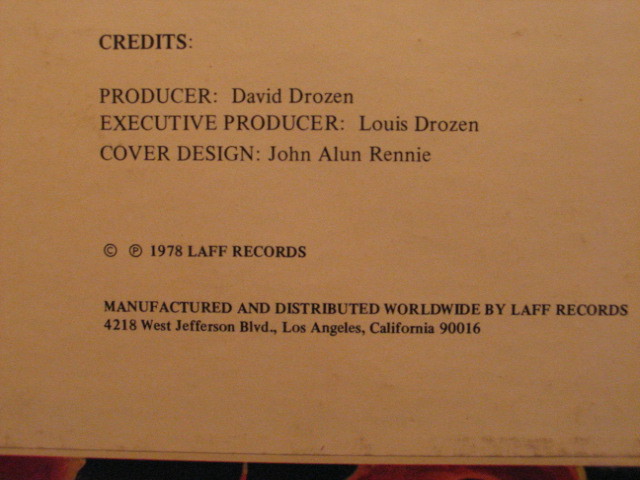 CREDITS:
PRODUCER: David Drozen
EXECUTIVE PRODUCER: Louis Drozen
COVER DESIGN: John Alun Rennie
© ℗ 1978 LAFF RECORDS
MANUFACTURED AND DISTRIBUTED WORLDWIDE BY LAFF RECORDS
4218 West Jefferson Blvd., Los Angeles, California 90016